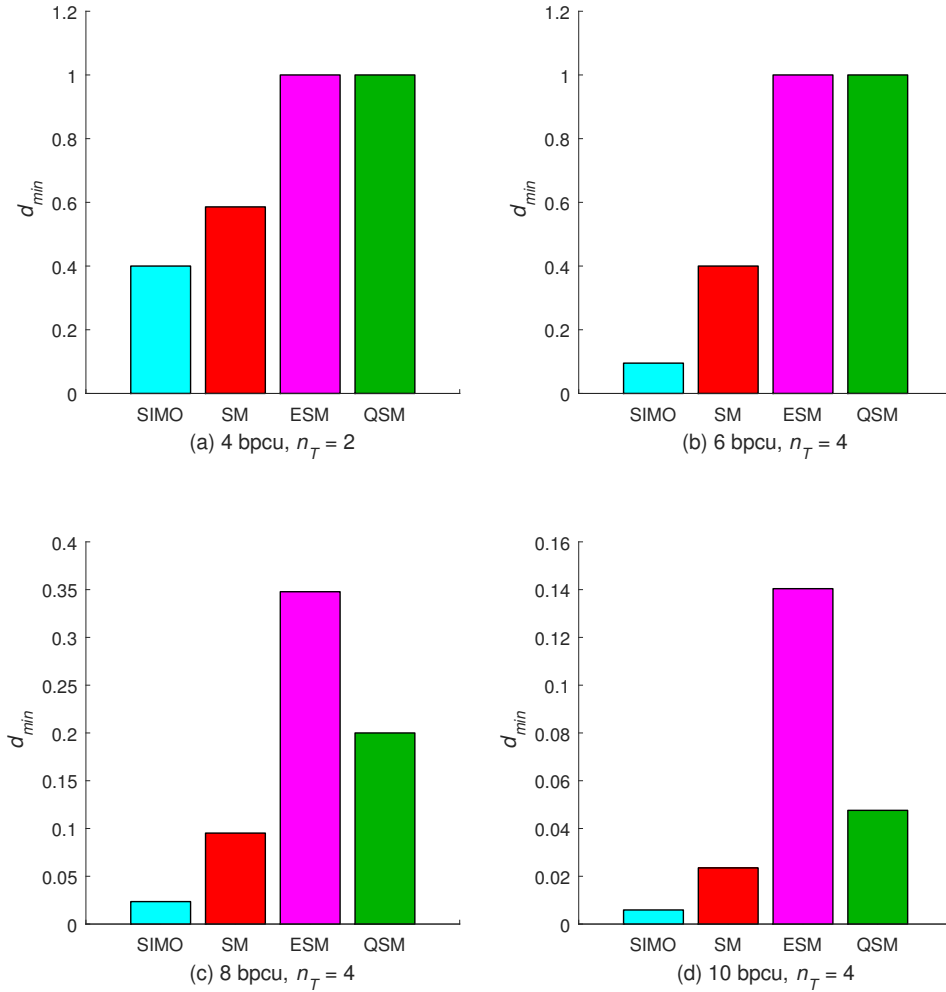 1.2
1
0.8
0.6
0.4
0.2
0
d_min
SIMO SM ESM QSM
(a) 4 bpcu, n_T = 2
1.2
1
0.8
0.6
0.4
0.2
0
d_min
SIMO SM ESM QSM
(b) 6 bpcu, n_T = 4
0.4
0.35
0.3
0.25
0.2
0.15
0.1
0.05
0
d_min
SIMO SM ESM QSM
(c) 8 bpcu, n_T = 4
0.16
0.14
0.12
0.1
0.08
0.06
0.04
0.02
0
d_min
SIMO SM ESM QSM
(d) 10 bpcu, n_T = 4